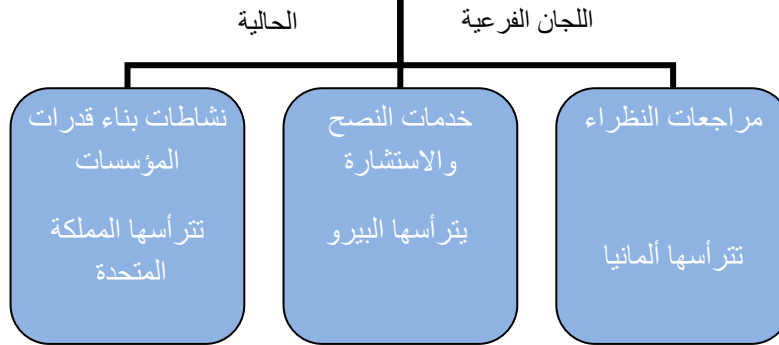 اللجان الفرعية الحالية
مراجعات النظراء
تترأسها ألمانيا
خدمات النصح
والاستشارة
يترأسها البيرو
نشاطات بناء قدرات
المؤسسات
تترأسها المملكة
المتحدة